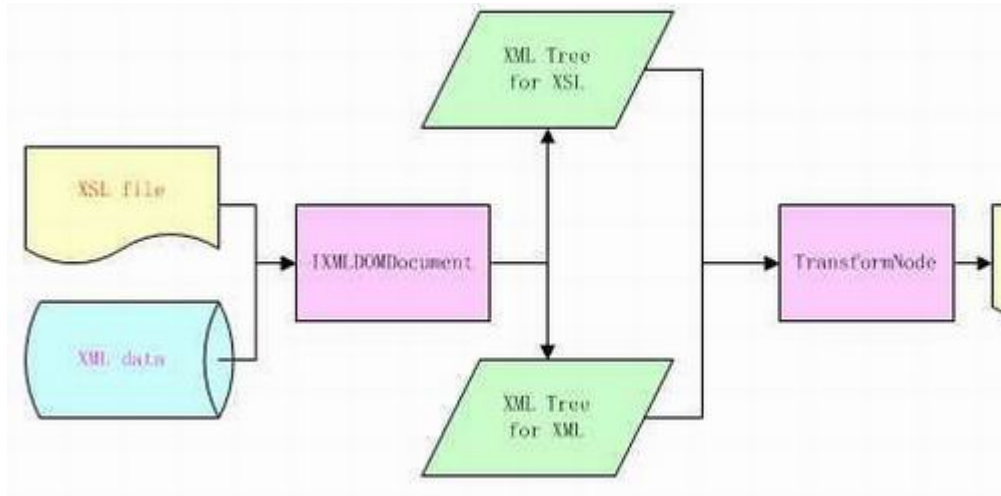 XML Tree
for XSL
XSL file
IXMLDOMDocument
TransformNode
XML data
XML Tree
for XML